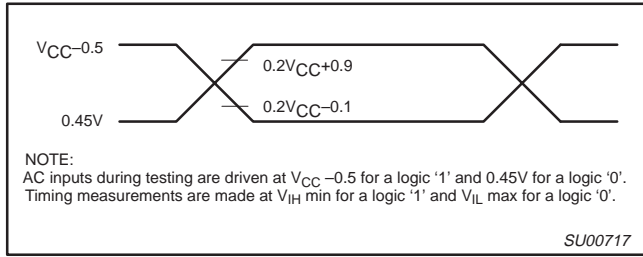 VCC–0.5
0.2VCC+0.9
0.2VCC–0.1
0.45V
NOTE:
AC inputs during testing are driven at VCC –0.5 for a logic ‘1’ and 0.45V for a logic ‘0’.
Timing measurements are made at VIH min for a logic ‘1’ and VIL max for a logic ‘0’.
SU00717